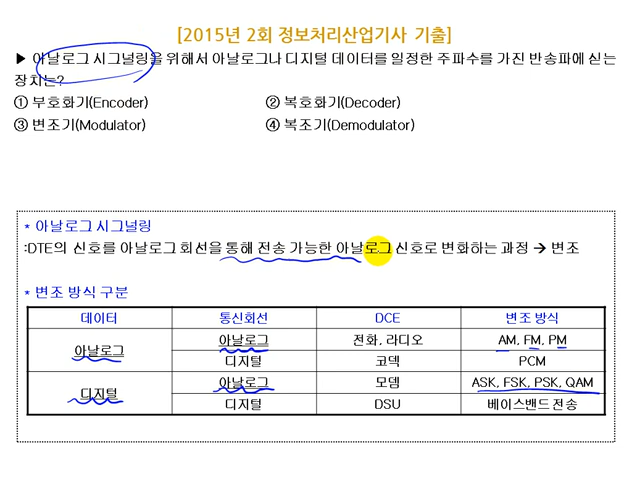 [2015년 2회 정보처리산업기사 기출]
▶ 아날로그 시그널링을 위해서 아날로그나 디지털 데이터를 일정한 주파수를 가진 반송파에 싣는
장치는?
① 부호화기(Encoder) ② 복호화기(Decoder)
③ 변조기(Modulator) ④ 복조기(Demodulator)
* 아날로그 시그널링
:DTE의 신호를 아날로그 회선을 통해 전송 가능한 아날로그 신호로 변화하는 과정 → 변조
* 변조 방식 구분
데이터 통신회선 DCE 변조 방식
아날로그 아날로그 전화, 라디오 AM, FM, PM
디지털 코덱 PCM
디지털 아날로그 모뎀 ASK, FSK, PSK, QAM
디지털 DSU 베이스밴드 전송